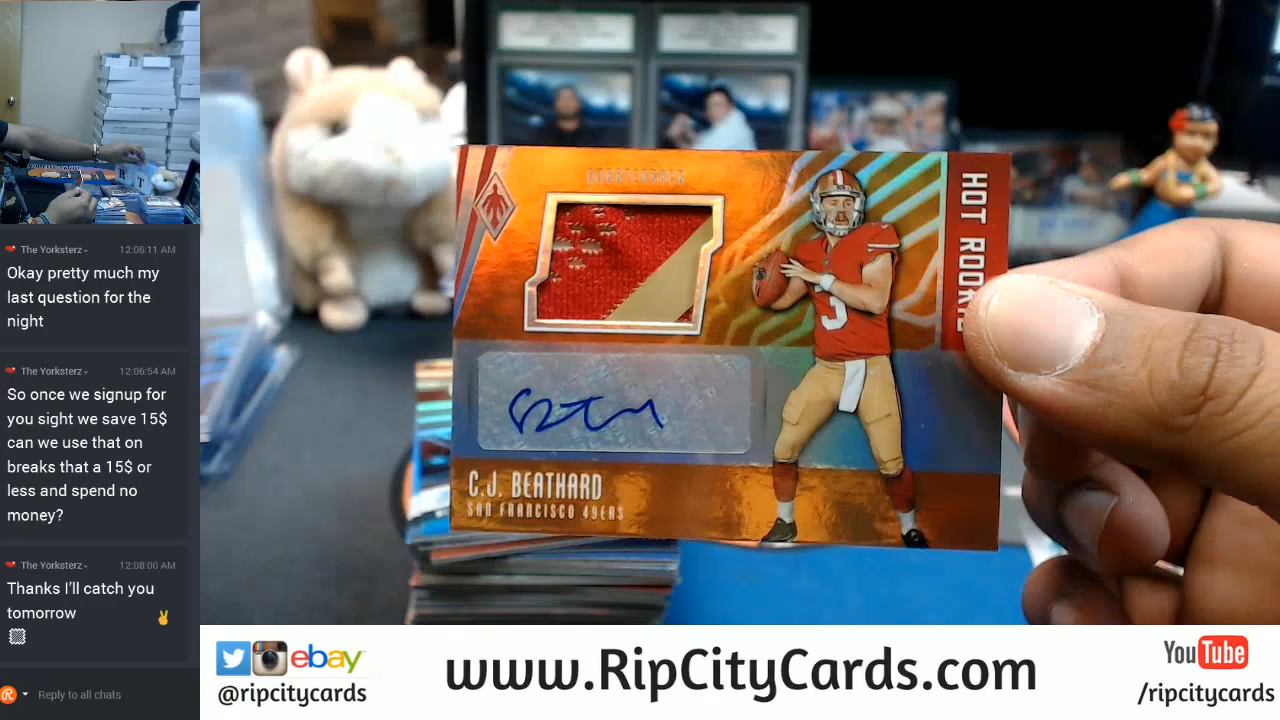 The Yorksterz
12:06:11 AM
Okay pretty much my
last question for the
night
The Yorksterz
12:06:54 AM
So once we signup for
you sight we save 15$
can we use that on
breaks that a 15$ or
less and spend no
money?
The Yorksterz
12:08:00 AM
Thanks I'll catch you
tomorrow ✌
Reply to all chats
QUARTERBACK
HOT ROOKIE
3
C.J. BEATHARD
SAN FRANCISCO 49ERS
ebay
@ripcitycards
www.RipCityCards.com
YouTube
/ripcitycards